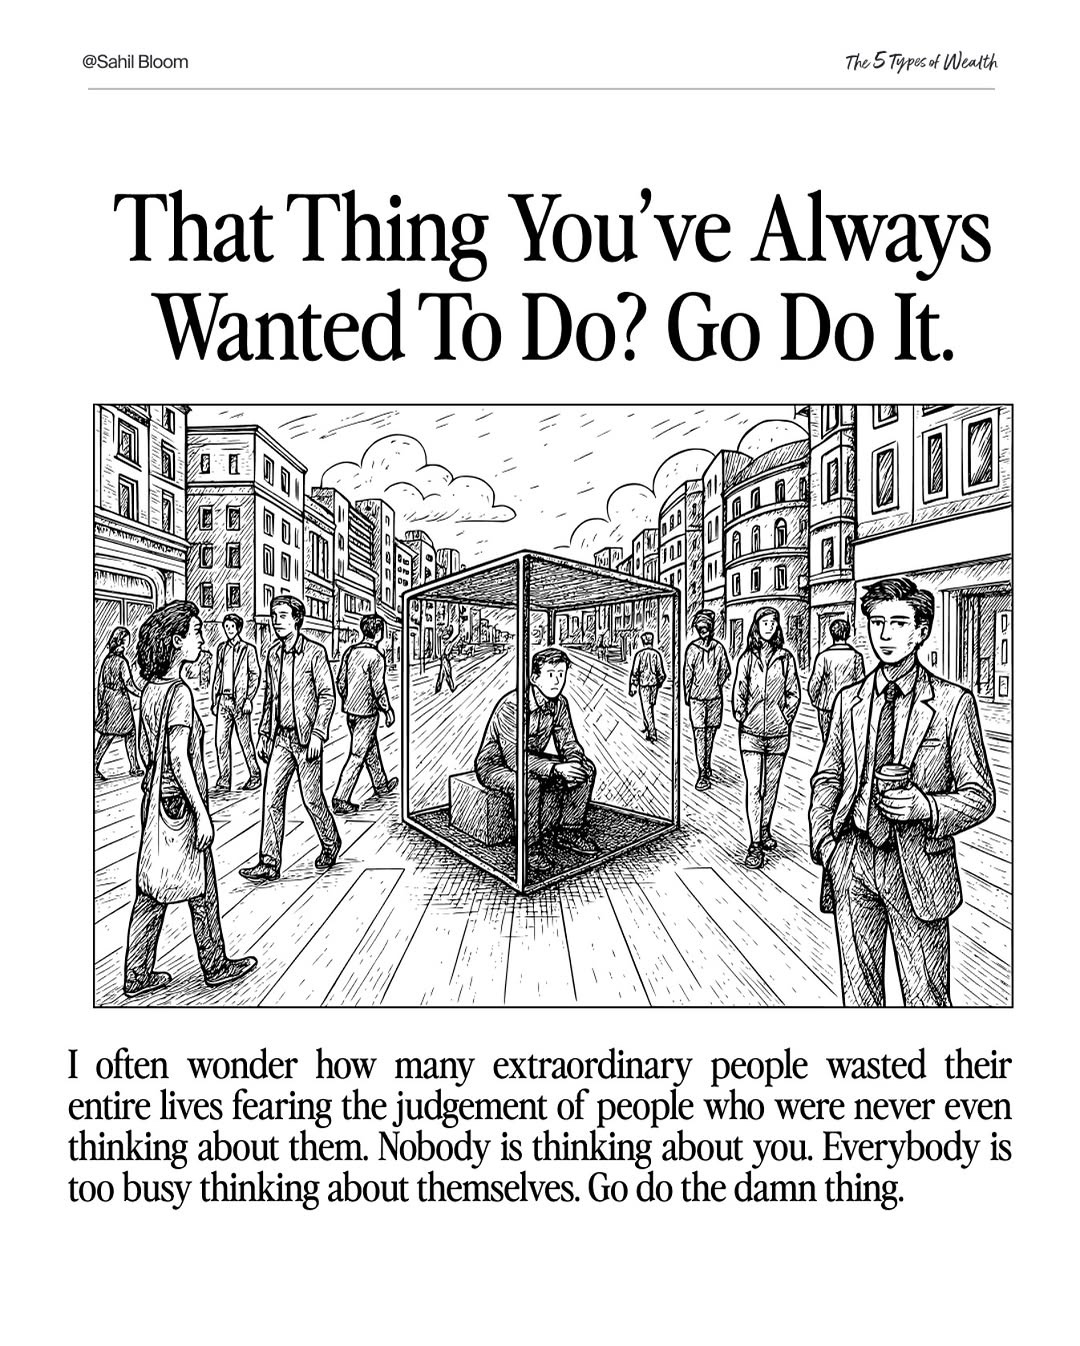 @Sahil Bloom
The 5 Types of Wealth
That Thing You’ve Always
Wanted To Do? Go Do It.
I often wonder how many extraordinary people wasted their
entire lives fearing the judgement of people who were never even
thinking about them. Nobody is thinking about you. Everybody is
too busy thinking about themselves. Go do the damn thing.